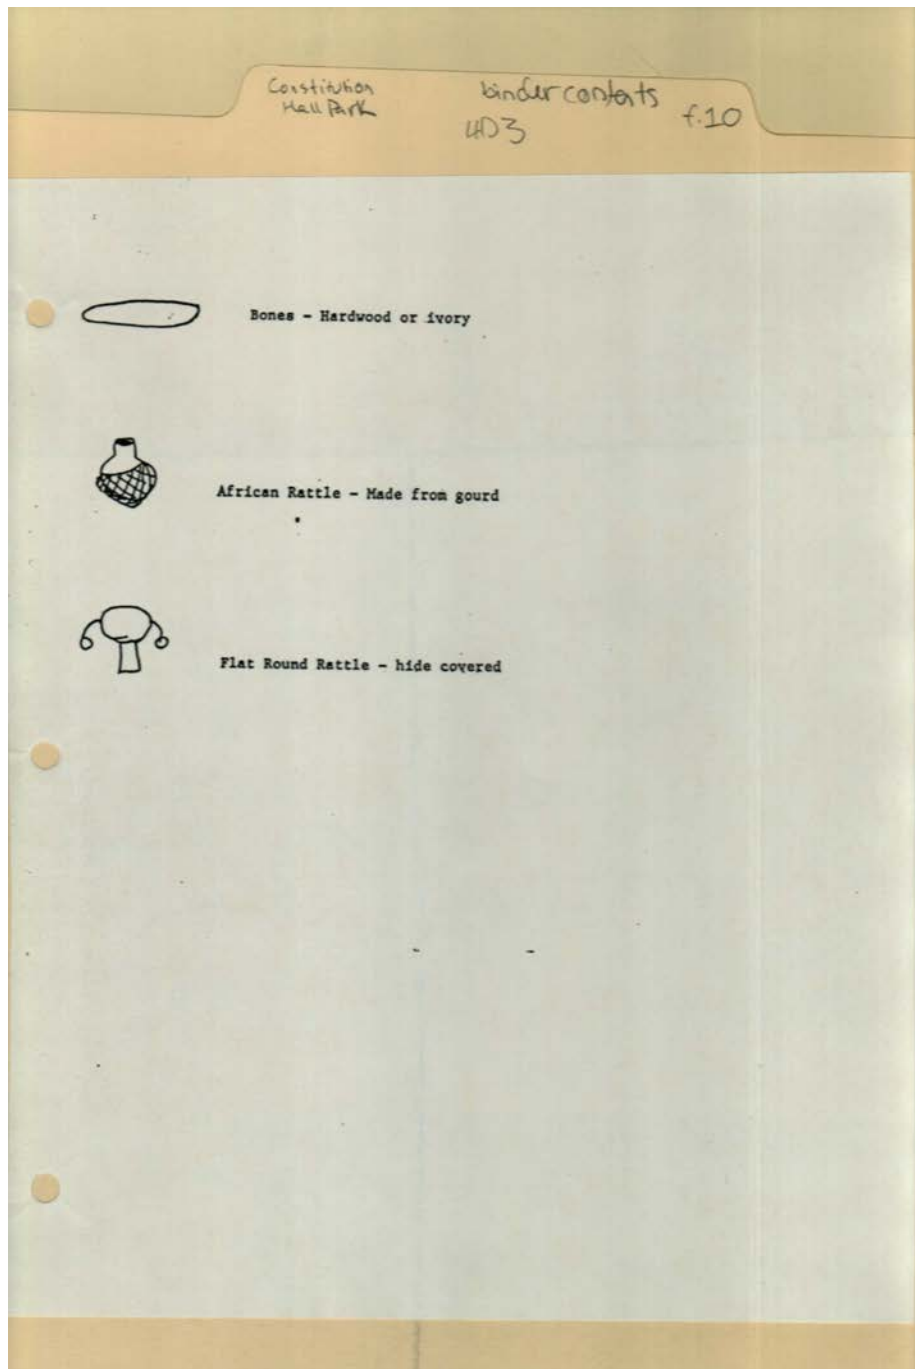 Constitution
Hall Park
binder contents
4D3
f.10
Bones - Hardwood or ivory
African Rattle - Made from gourd
Flat Round Rattle - hide covered